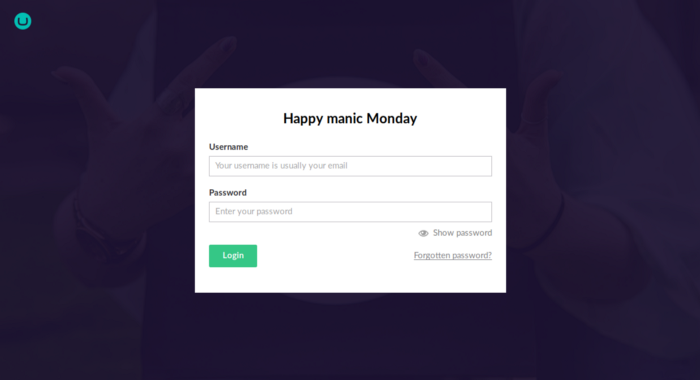 Happy manic Monday
Username
Your username is usually your email
Password
Enter your password
Show password
Login
Forgotten password?